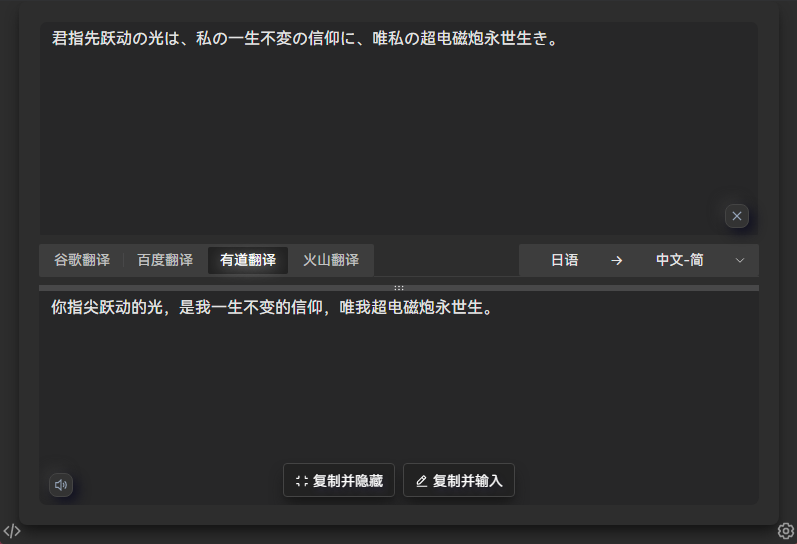 君指先跃动の光は、私の一生不変の信仰に、唯私の超电磁炮永世生き。
谷歌翻译 百度翻译 有道翻译 火山翻译 日语 → 中文-简
你指尖跃动的光，是我一生不变的信仰，唯我超电磁炮永世生。
复制并隐藏 复制并输入